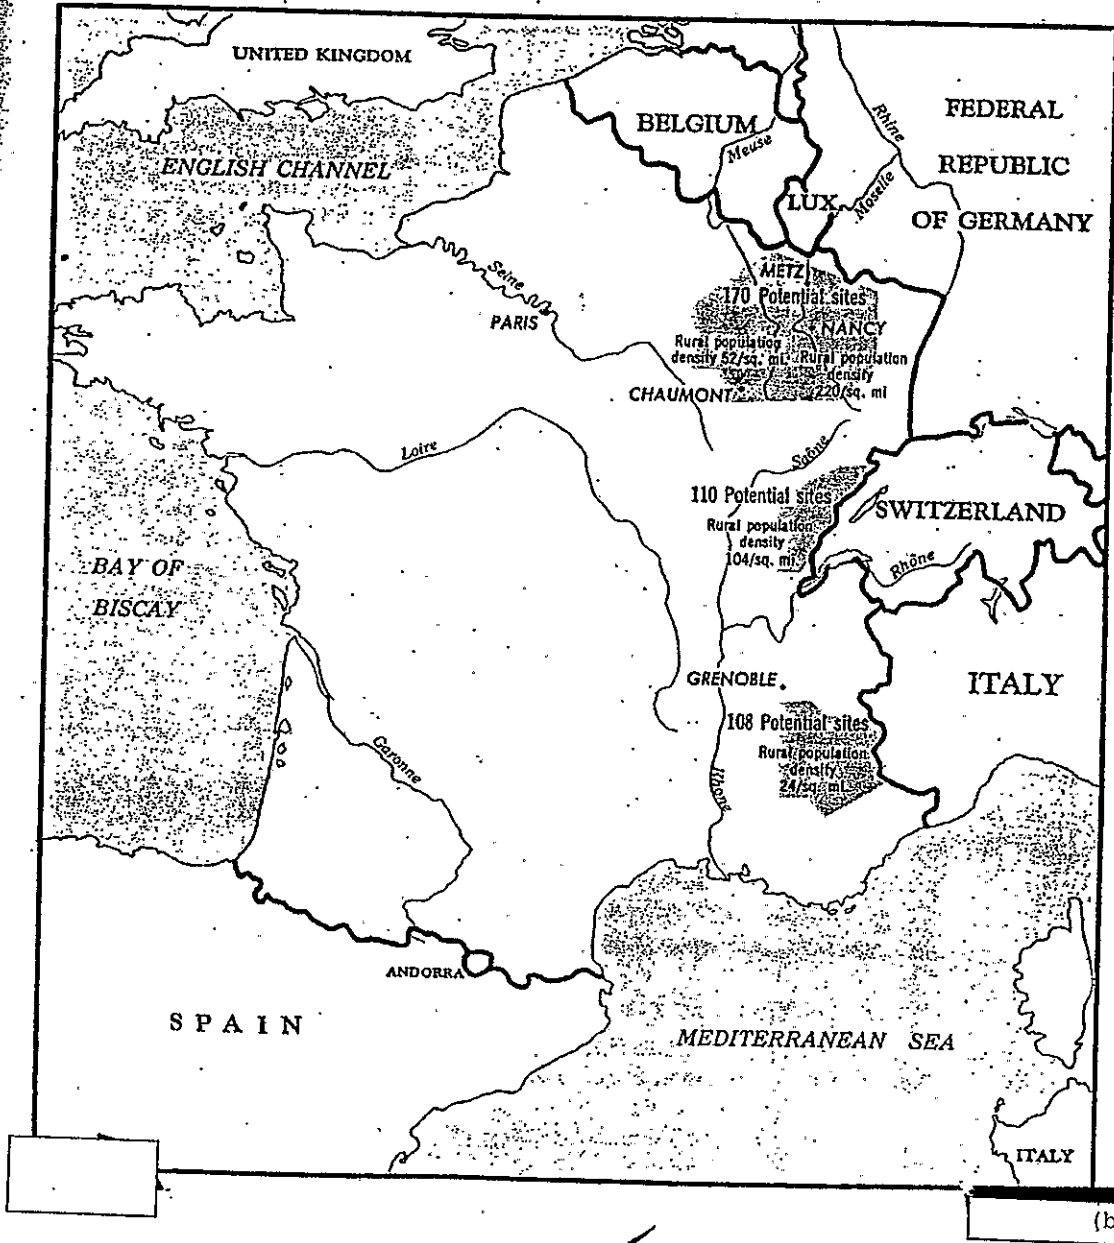 UNITED KINGDOM
ENGLISH CHANNEL
BELGIUM
Meuse
LUX.
Rhine
Moselle
FEDERAL
REPUBLIC
OF GERMANY
Seine
PARIS
METZ
170 Potential sites
NANCY
Rural population
density 52/sq. mi.
Rural population
density
220/sq. mi
CHAUMONT
Loire
Saône
110 Potential sites
Rural population
density
104/sq. mi.
SWITZERLAND
Rhône
BAY OF
BISCAY
GRENOBLE
ITALY
108 Potential sites
Rural population
density
24/sq. mi.
Garonne
Rhone
ANDORRA
SPAIN
MEDITERRANEAN SEA
ITALY
(b